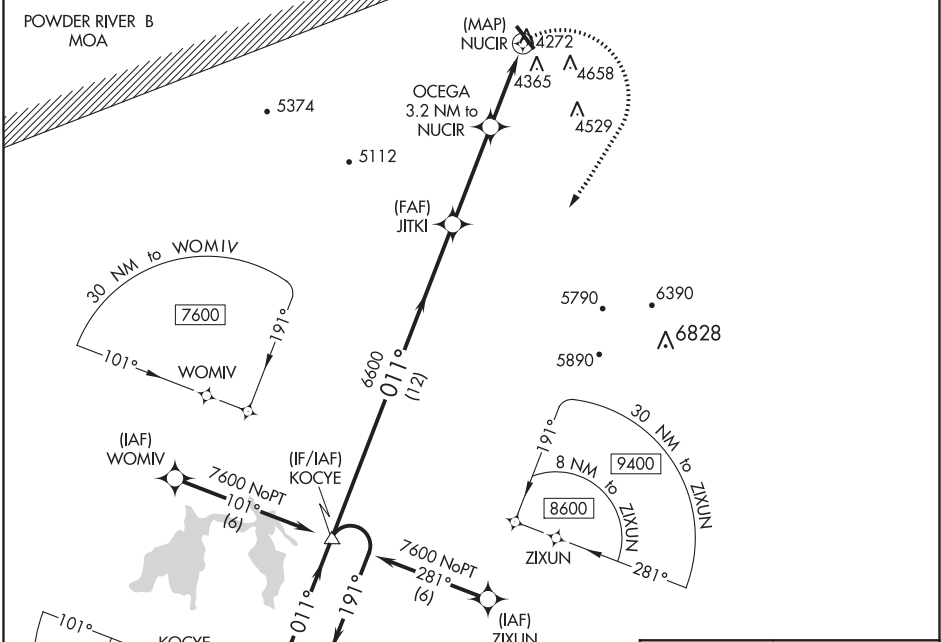 POWDER RIVER B
MOA
(MAP)
NUCIR
4272
4365
4658
4529
OCEGA
3.2 NM to
NUCIR
5374
5112
(FAF)
JITKI
30 NM to WOMIV
7600
191°
101°
WOMIV
5790
6390
6828
5890
6600
011°
(12)
(IAF)
WOMIV
7600 NoPT
101°
(6)
(IF/IAF)
KOCYE
30 NM to ZIXUN
9400
191°
8 NM to ZIXUN
8600
ZIXUN
281°
7600 NoPT
281°
(6)
(IAF)
ZIXUN
011°
191°
101°
KOCYE